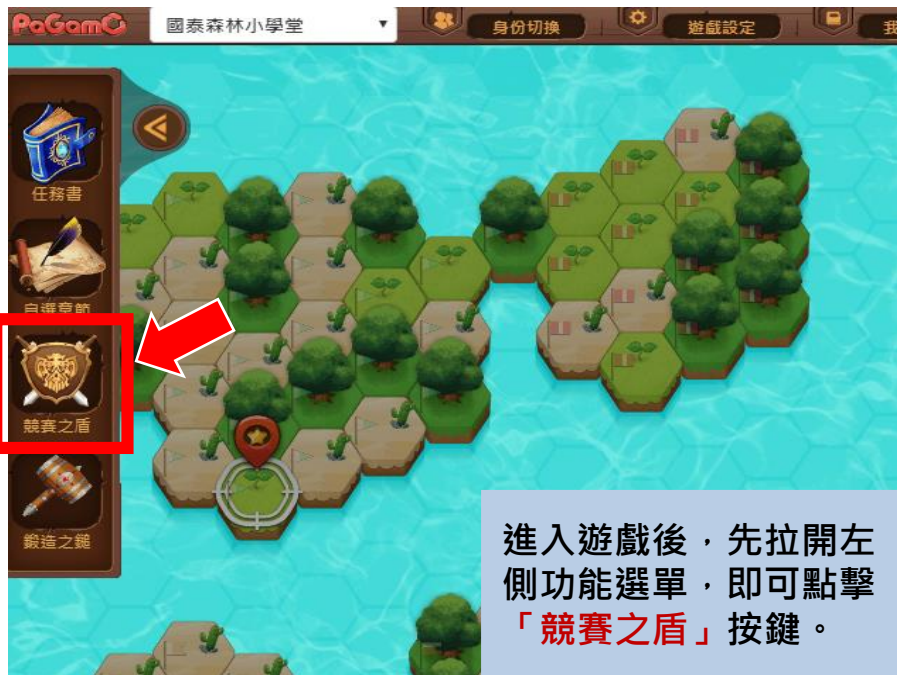 PaGamO 國泰森林小學堂 身份切換 遊戲設定 我
任務書
自選章節
競賽之盾
鍛造之鎚
進入遊戲後，先拉開左
側功能選單，即可點擊
「競賽之盾」按鍵。